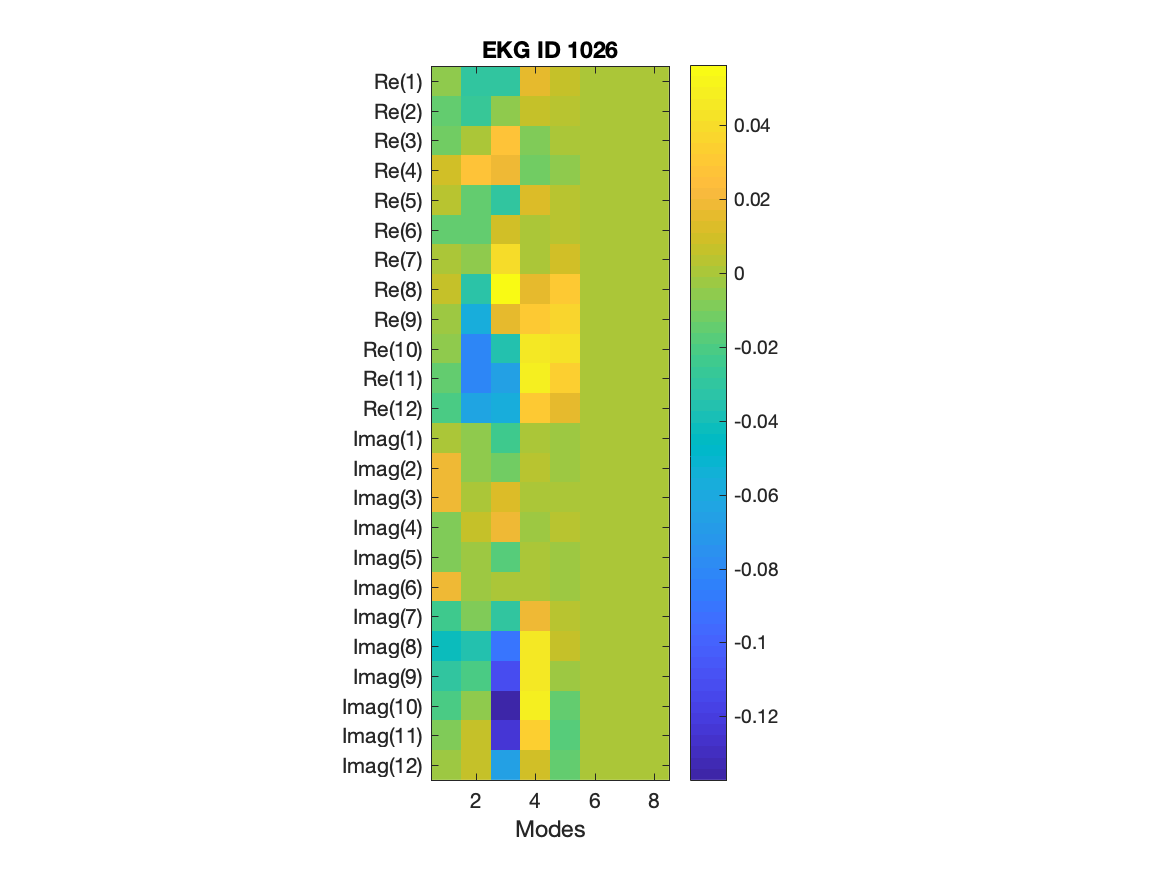 EKG ID 1026
Re(1)
Re(2)
Re(3)
Re(4)
Re(5)
Re(6)
Re(7)
Re(8)
Re(9)
Re(10)
Re(11)
Re(12)
Imag(1)
Imag(2)
Imag(3)
Imag(4)
Imag(5)
Imag(6)
Imag(7)
Imag(8)
Imag(9)
Imag(10)
Imag(11)
Imag(12)
2 4 6 8
Modes
0.04
0.02
0
-0.02
-0.04
-0.06
-0.08
-0.1
-0.12